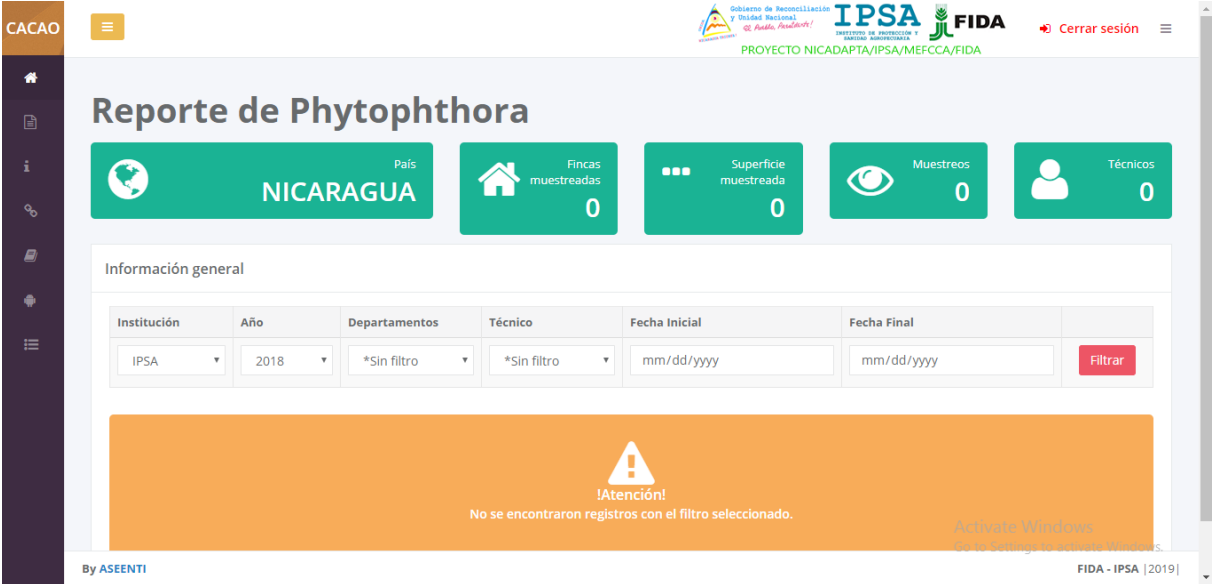 CACAO
Gobierno de Reconciliación
y Unidad Nacional
El Pueblo, Presidente!
IPSA
INSTITUTO DE PROTECCIÓN Y
SANIDAD AGROPECUARIA
FIDA
PROYECTO NICADAPTA/IPSA/MEFCCA/FIDA
Cerrar sesión
Reporte de Phytophthora
País
NICARAGUA
Fincas
muestreadas
0
Superficie
muestreada
0
Muestreos
0
Técnicos
0
Información general
Institución Año Departamentos Técnico Fecha Inicial Fecha Final
IPSA 2018 *Sin filtro *Sin filtro mm/dd/yyyy mm/dd/yyyy Filtrar
!Atención!
No se encontraron registros con el filtro seleccionado.
Activate Windows
Go to Settings to activate Windows.
By ASEENTI
FIDA - IPSA |2019|